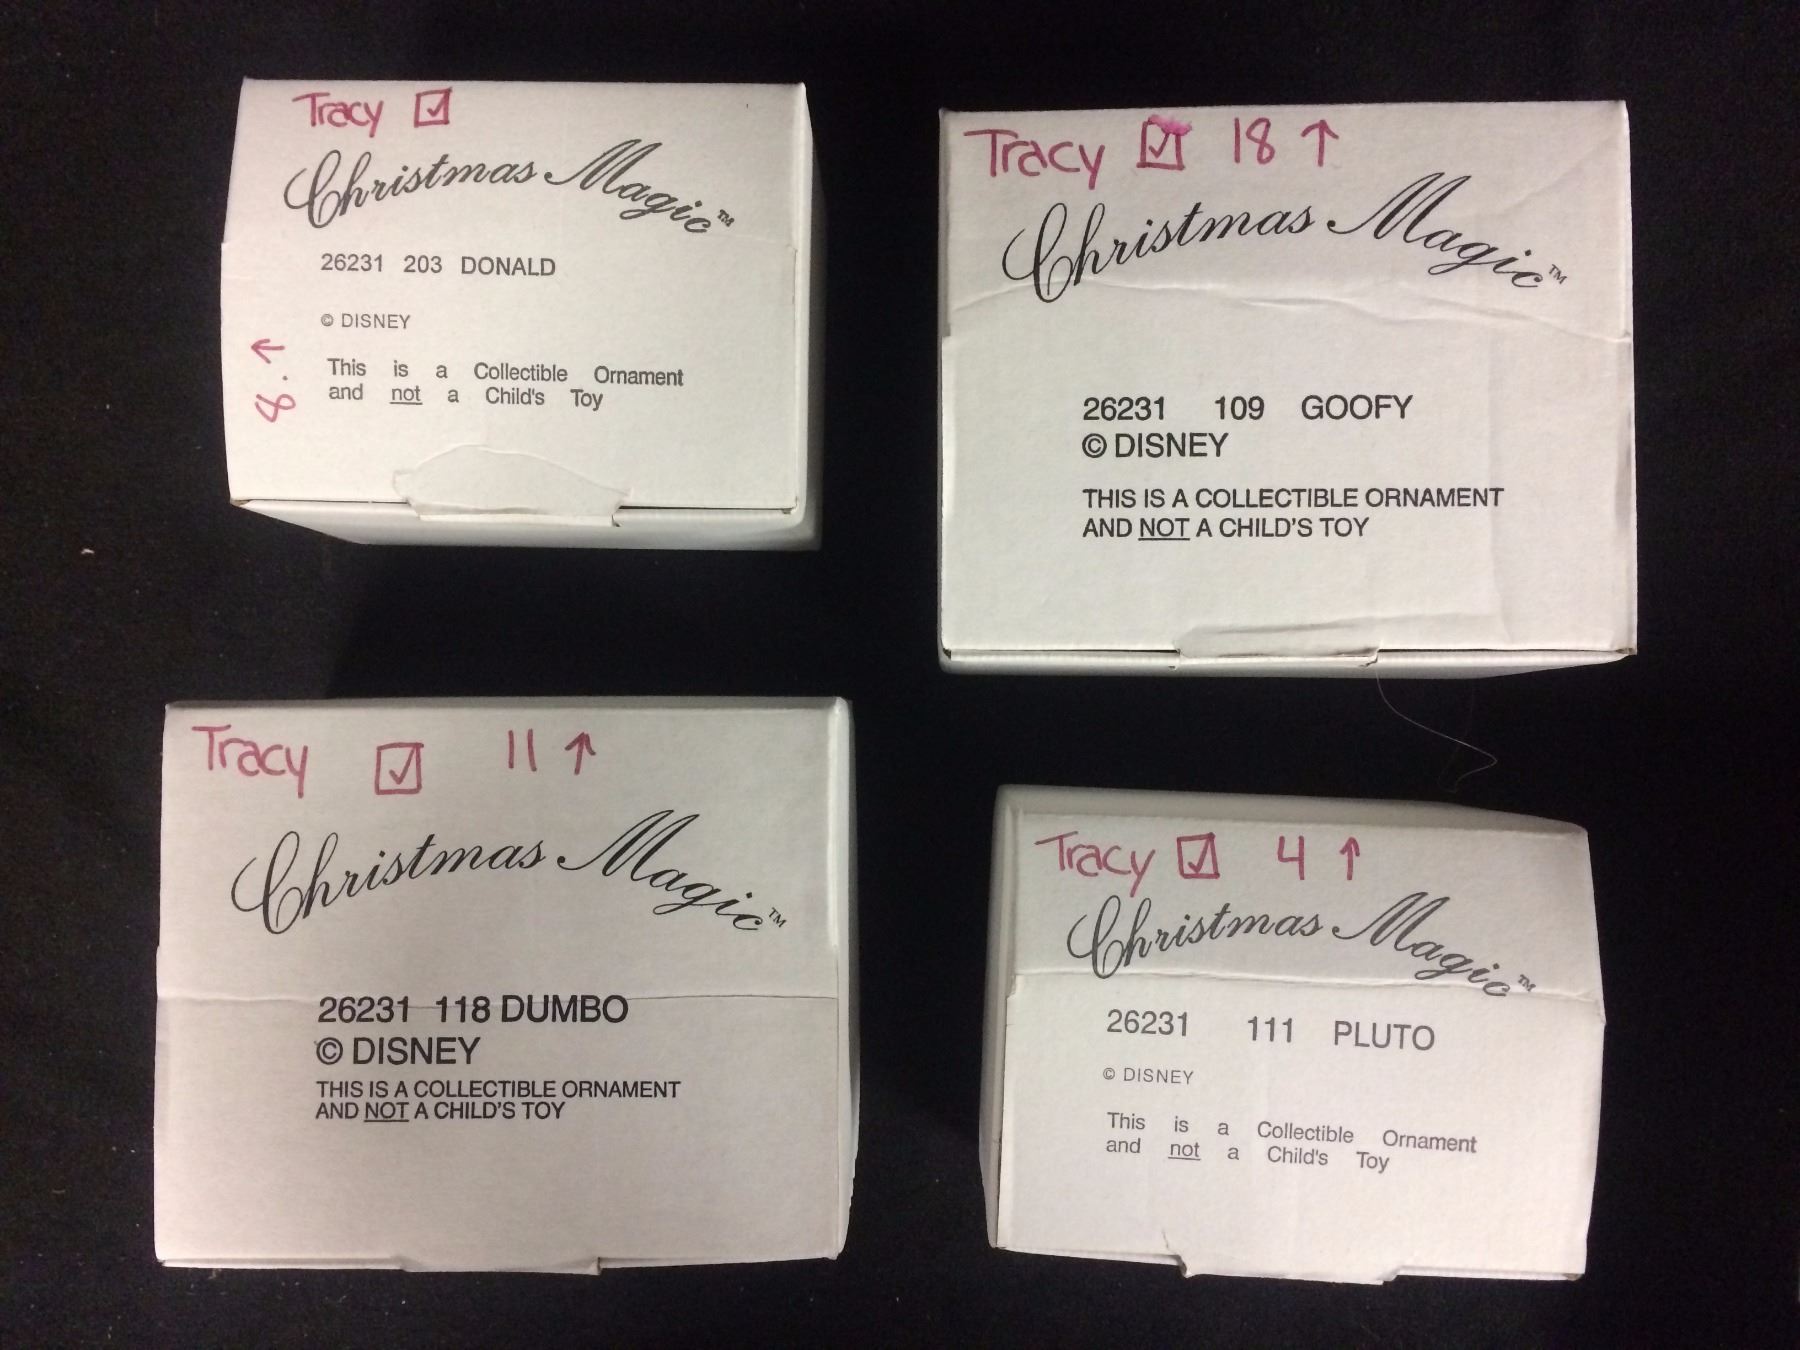 Tracy ☑
Christmas Magic™
26231 203 DONALD
© DISNEY
This is a Collectible Ornament
and not a Child's Toy
8. ↑
Tracy ☑ 18 ↑
Christmas Magic™
26231 109 GOOFY
© DISNEY
THIS IS A COLLECTIBLE ORNAMENT
AND NOT A CHILD'S TOY
Tracy ☑ 11 ↑
Christmas Magic™
26231 118 DUMBO
© DISNEY
THIS IS A COLLECTIBLE ORNAMENT
AND NOT A CHILD'S TOY
Tracy ☑ 4 ↑
Christmas Magic™
26231 111 PLUTO
© DISNEY
This is a Collectible Ornament
and not a Child's Toy